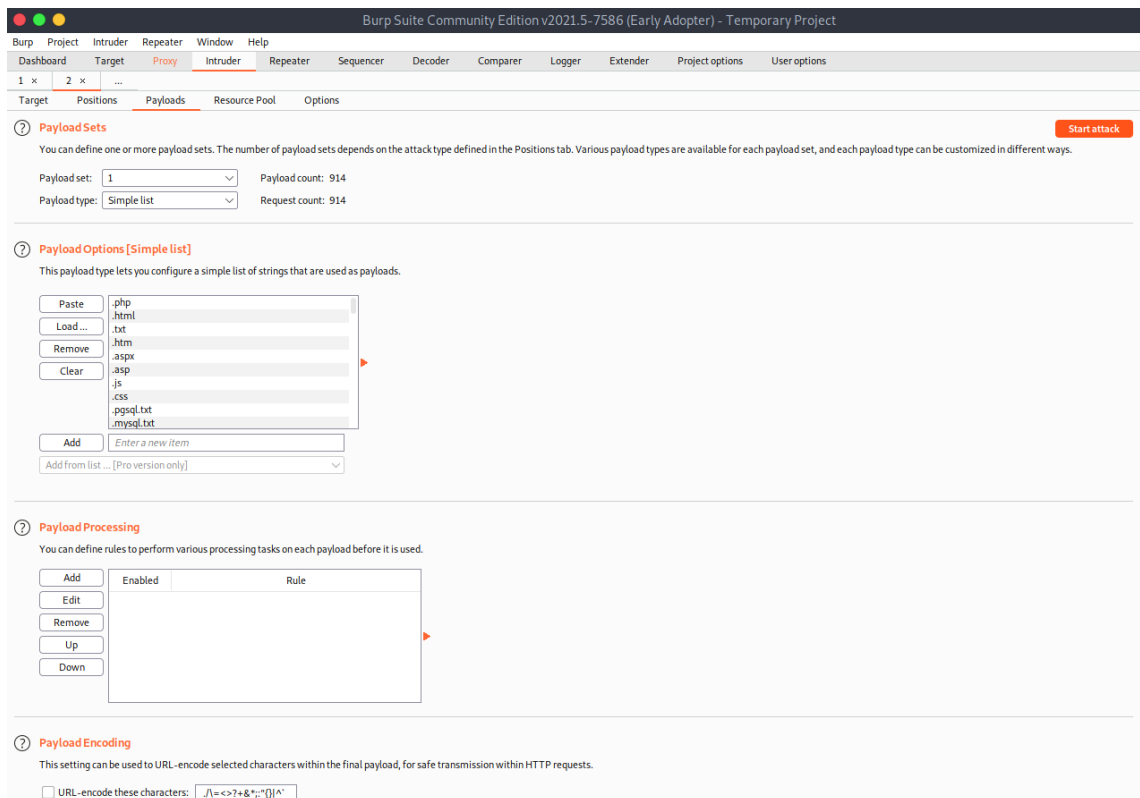 Burp Suite Community Edition v2021.5-7586 (Early Adopter) - Temporary Project
Burp Project Intruder Repeater Window Help
Dashboard Target Proxy Intruder Repeater Sequencer Decoder Comparer Logger Extender Project options User options
1 × 2 × ...
Target Positions Payloads Resource Pool Options
? Payload Sets Start attack
You can define one or more payload sets. The number of payload sets depends on the attack type defined in the Positions tab. Various payload types are available for each payload set, and each payload type can be customized in different ways.
Payload set: 1 Payload count: 914
Payload type: Simple list Request count: 914
? Payload Options [Simple list]
This payload type lets you configure a simple list of strings that are used as payloads.
Paste .php
.html
Load ... .txt
Remove .htm
.aspx
Clear .asp
.js
.css
.pgsql.txt
.mysql.txt
Add Enter a new item
Add from list ... [Pro version only]
? Payload Processing
You can define rules to perform various processing tasks on each payload before it is used.
Add Enabled Rule
Edit
Remove
Up
Down
? Payload Encoding
This setting can be used to URL-encode selected characters within the final payload, for safe transmission within HTTP requests.
URL-encode these characters: ./\=<>?+&*;:"{}|^`